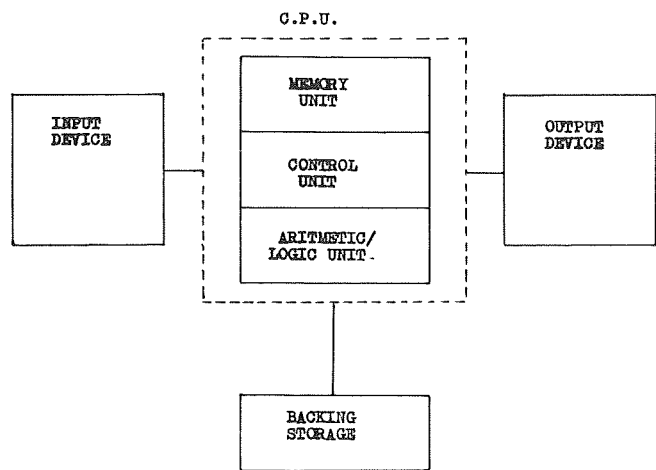 C.P.U.
MEMORY
UNIT
INPUT
DEVICE
OUTPUT
DEVICE
CONTROL
UNIT
ARITMETIC/
LOGIC UNIT.
BACKING
STORAGE